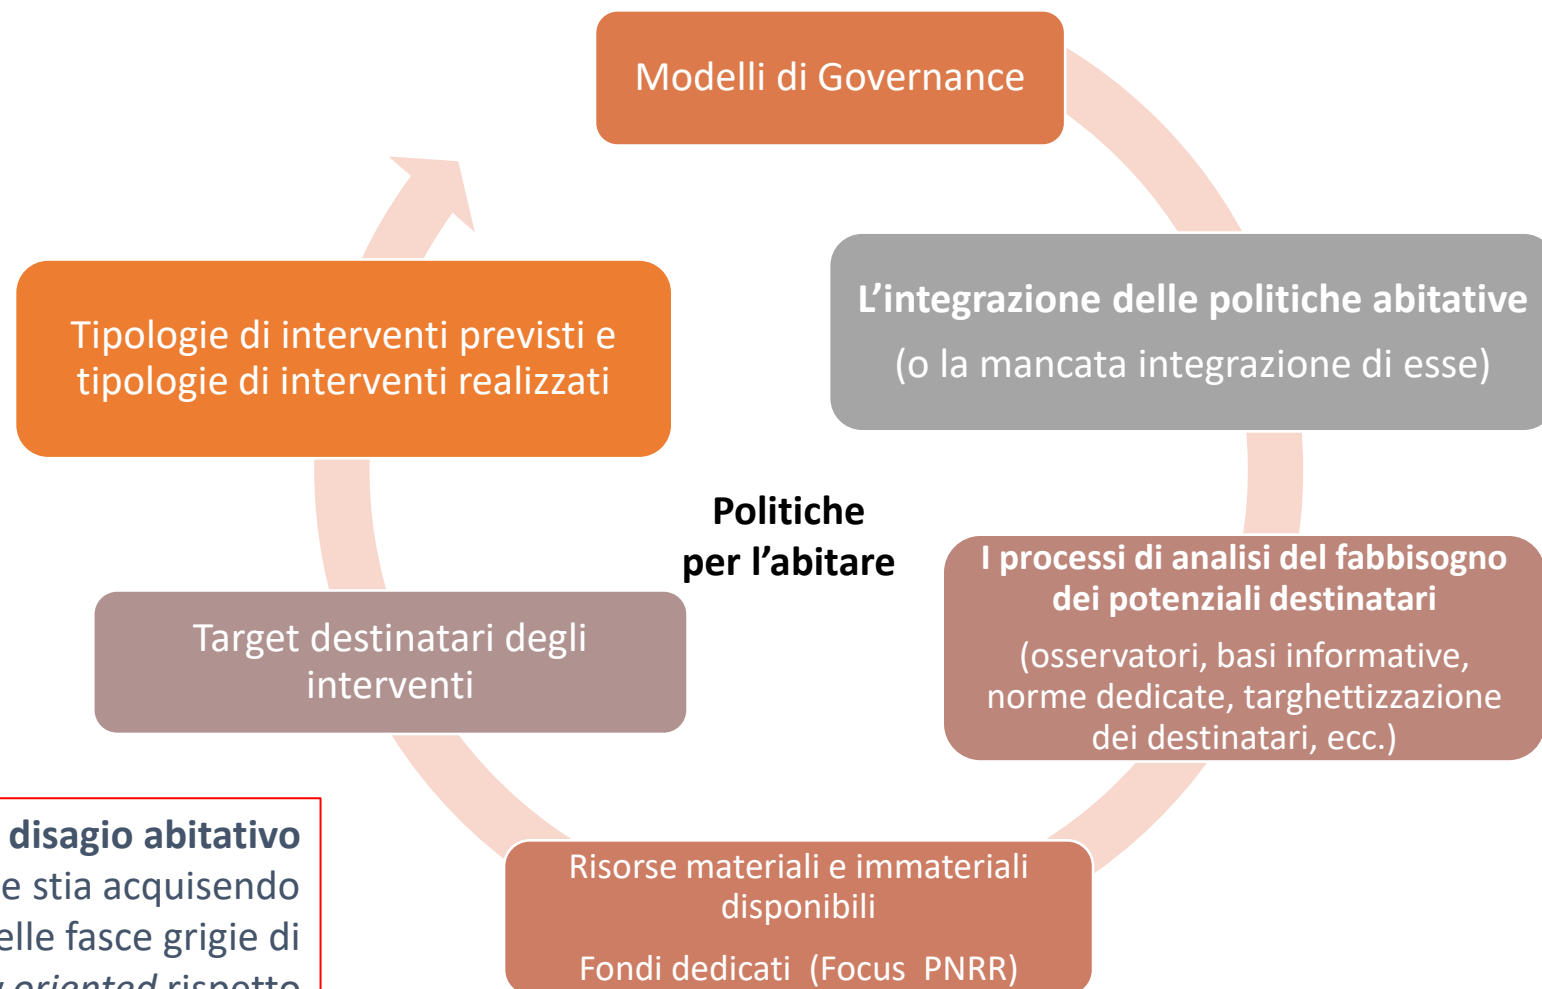 Modelli di Governance
L’integrazione delle politiche abitative
(o la mancata integrazione di esse)
Tipologie di interventi previsti e
tipologie di interventi realizzati
Politiche
per l’abitare
I processi di analisi del fabbisogno
dei potenziali destinatari
(osservatori, basi informative,
norme dedicate, targhettizzazione
dei destinatari, ecc.)
Target destinatari degli
interventi
Risorse materiali e immateriali
disponibili
Fondi dedicati (Focus PNRR)
disagio abitativo
e stia acquisendo
elle fasce grigie di
oriented rispetto